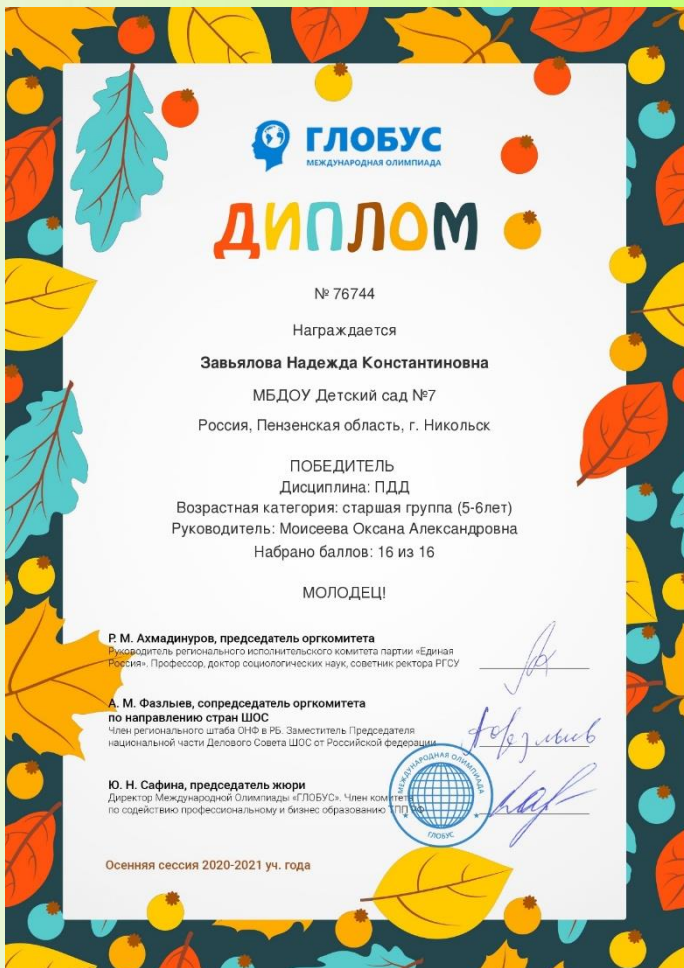 ГЛОБУС
МЕЖДУНАРОДНАЯ ОЛИМПИАДА
ДИПЛОМ
№ 76744
Награждается
Завьялова Надежда Константиновна
МБДОУ Детский сад №7
Россия, Пензенская область, г. Никольск
ПОБЕДИТЕЛЬ
Дисциплина: ПДД
Возрастная категория: старшая группа (5-6лет)
Руководитель: Моисеева Оксана Александровна
Набрано баллов: 16 из 16
МОЛОДЕЦ!
Р. М. Ахмадинуров, председатель оргкомитета
Руководитель регионального исполнительского комитета партии «Единая
Россия». Профессор, доктор социологических наук, советник ректора РГСУ
А. М. Фазлыев, сопредседатель оргкомитета
по направлению стран ШОС
Член регионального штаба ОНФ в РБ. Заместитель Председателя
национальной части Делового Совета ШОС от Российской федерации
Ю. Н. Сафина, председатель жюри
Директор Международной Олимпиады «ГЛОБУС». Член комитета
по содействию профессиональному и бизнес образованию ТПП РФ
МЕЖДУНАРОДНАЯ ОЛИМПИАДА
ГЛОБУС
Осенняя сессия 2020-2021 уч. года